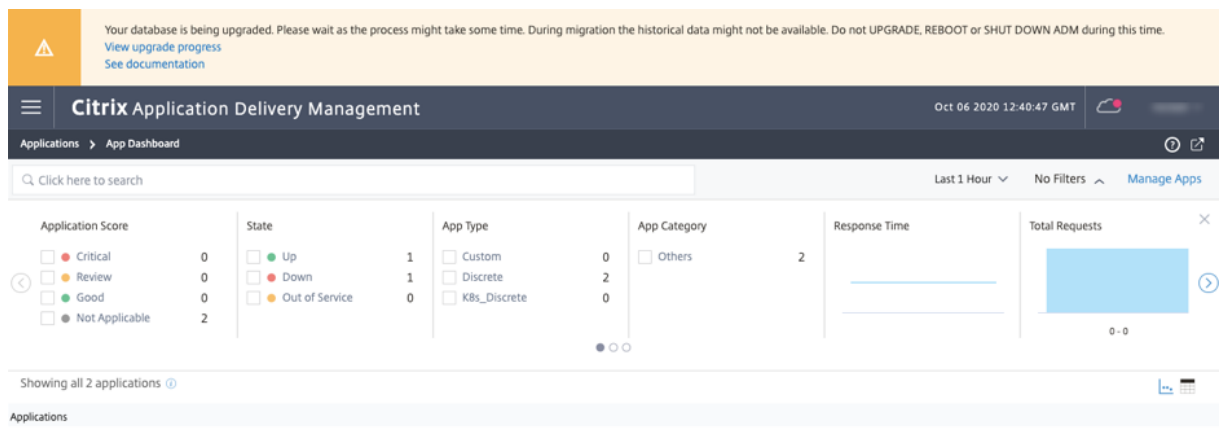 Your database is being upgraded. Please wait as the process might take some time. During migration the historical data might not be available. Do not UPGRADE, REBOOT or SHUT DOWN ADM during this time.
View upgrade progress
See documentation
Citrix Application Delivery Management
Oct 06 2020 12:40:47 GMT
Applications > App Dashboard
Click here to search
Last 1 Hour
No Filters
Manage Apps
Application Score
Critical 0
Review 0
Good 0
Not Applicable 2
State
Up 1
Down 1
Out of Service 0
App Type
Custom 0
Discrete 2
K8s_Discrete 0
App Category
Others 2
Response Time
Total Requests
0 - 0
Showing all 2 applications
Applications